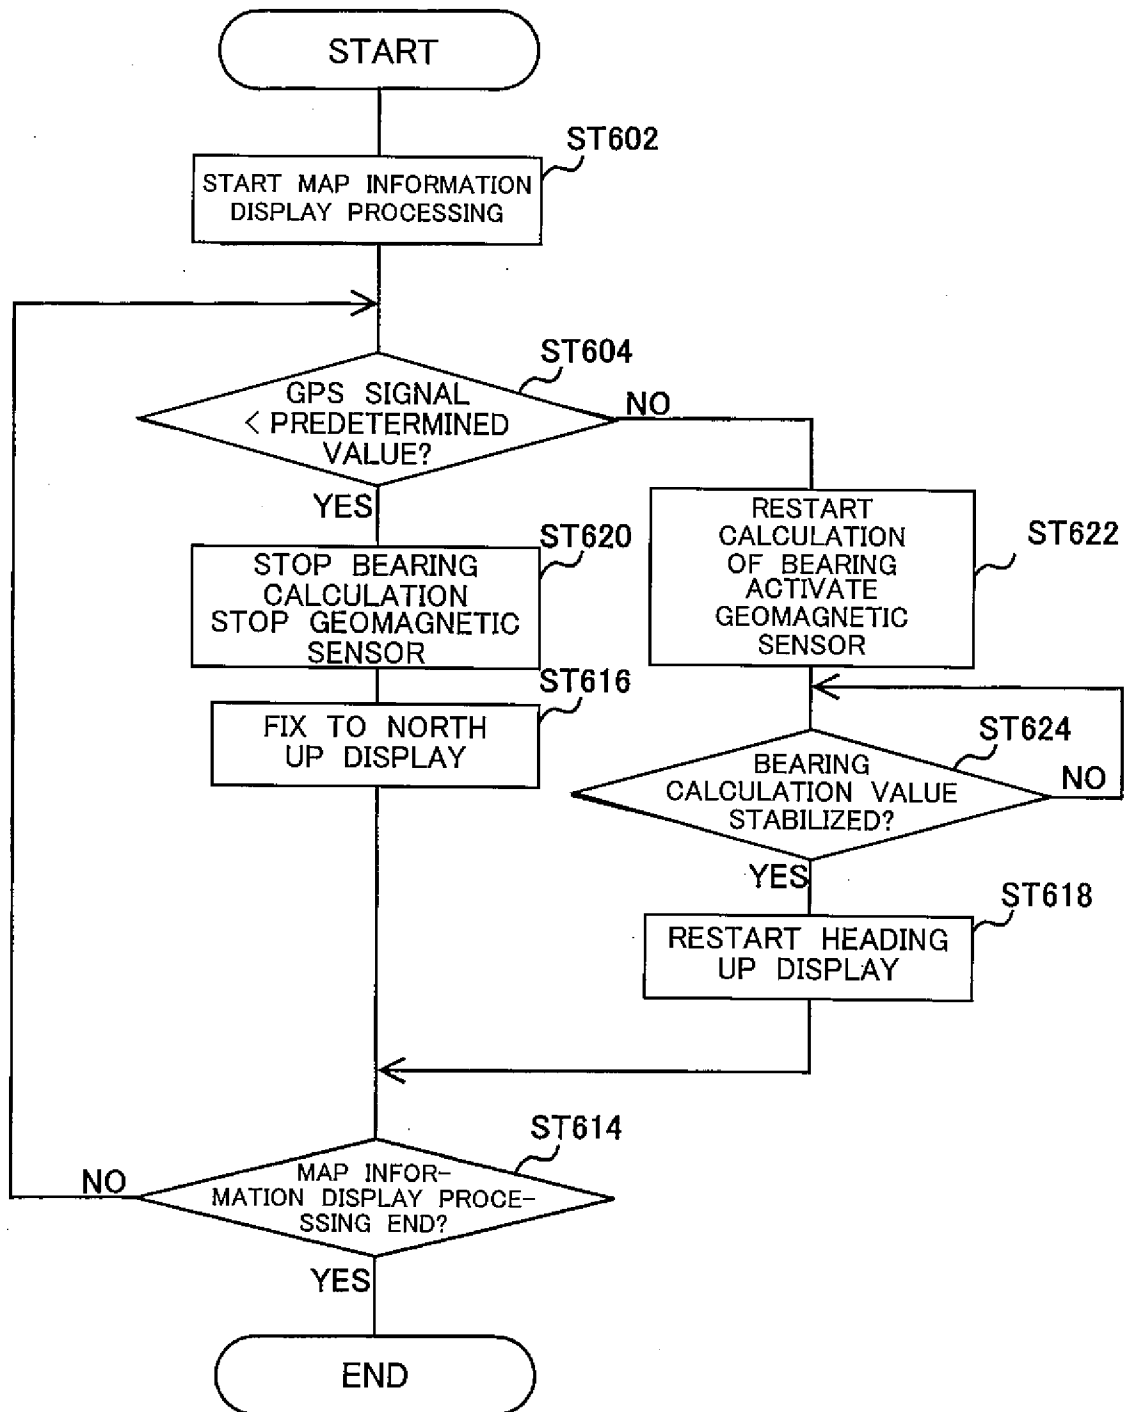 START
ST602
START MAP INFORMATION
DISPLAY PROCESSING
ST604
GPS SIGNAL
< PREDETERMINED
VALUE?
NO
YES
ST620
STOP BEARING
CALCULATION
STOP GEOMAGNETIC
SENSOR
ST616
FIX TO NORTH
UP DISPLAY
RESTART
CALCULATION
OF BEARING
ACTIVATE
GEOMAGNETIC
SENSOR
ST622
ST624
BEARING
CALCULATION VALUE
STABILIZED?
NO
YES
ST618
RESTART HEADING
UP DISPLAY
ST614
MAP INFOR-
MATION DISPLAY PROCE-
SSING END?
NO
YES
END